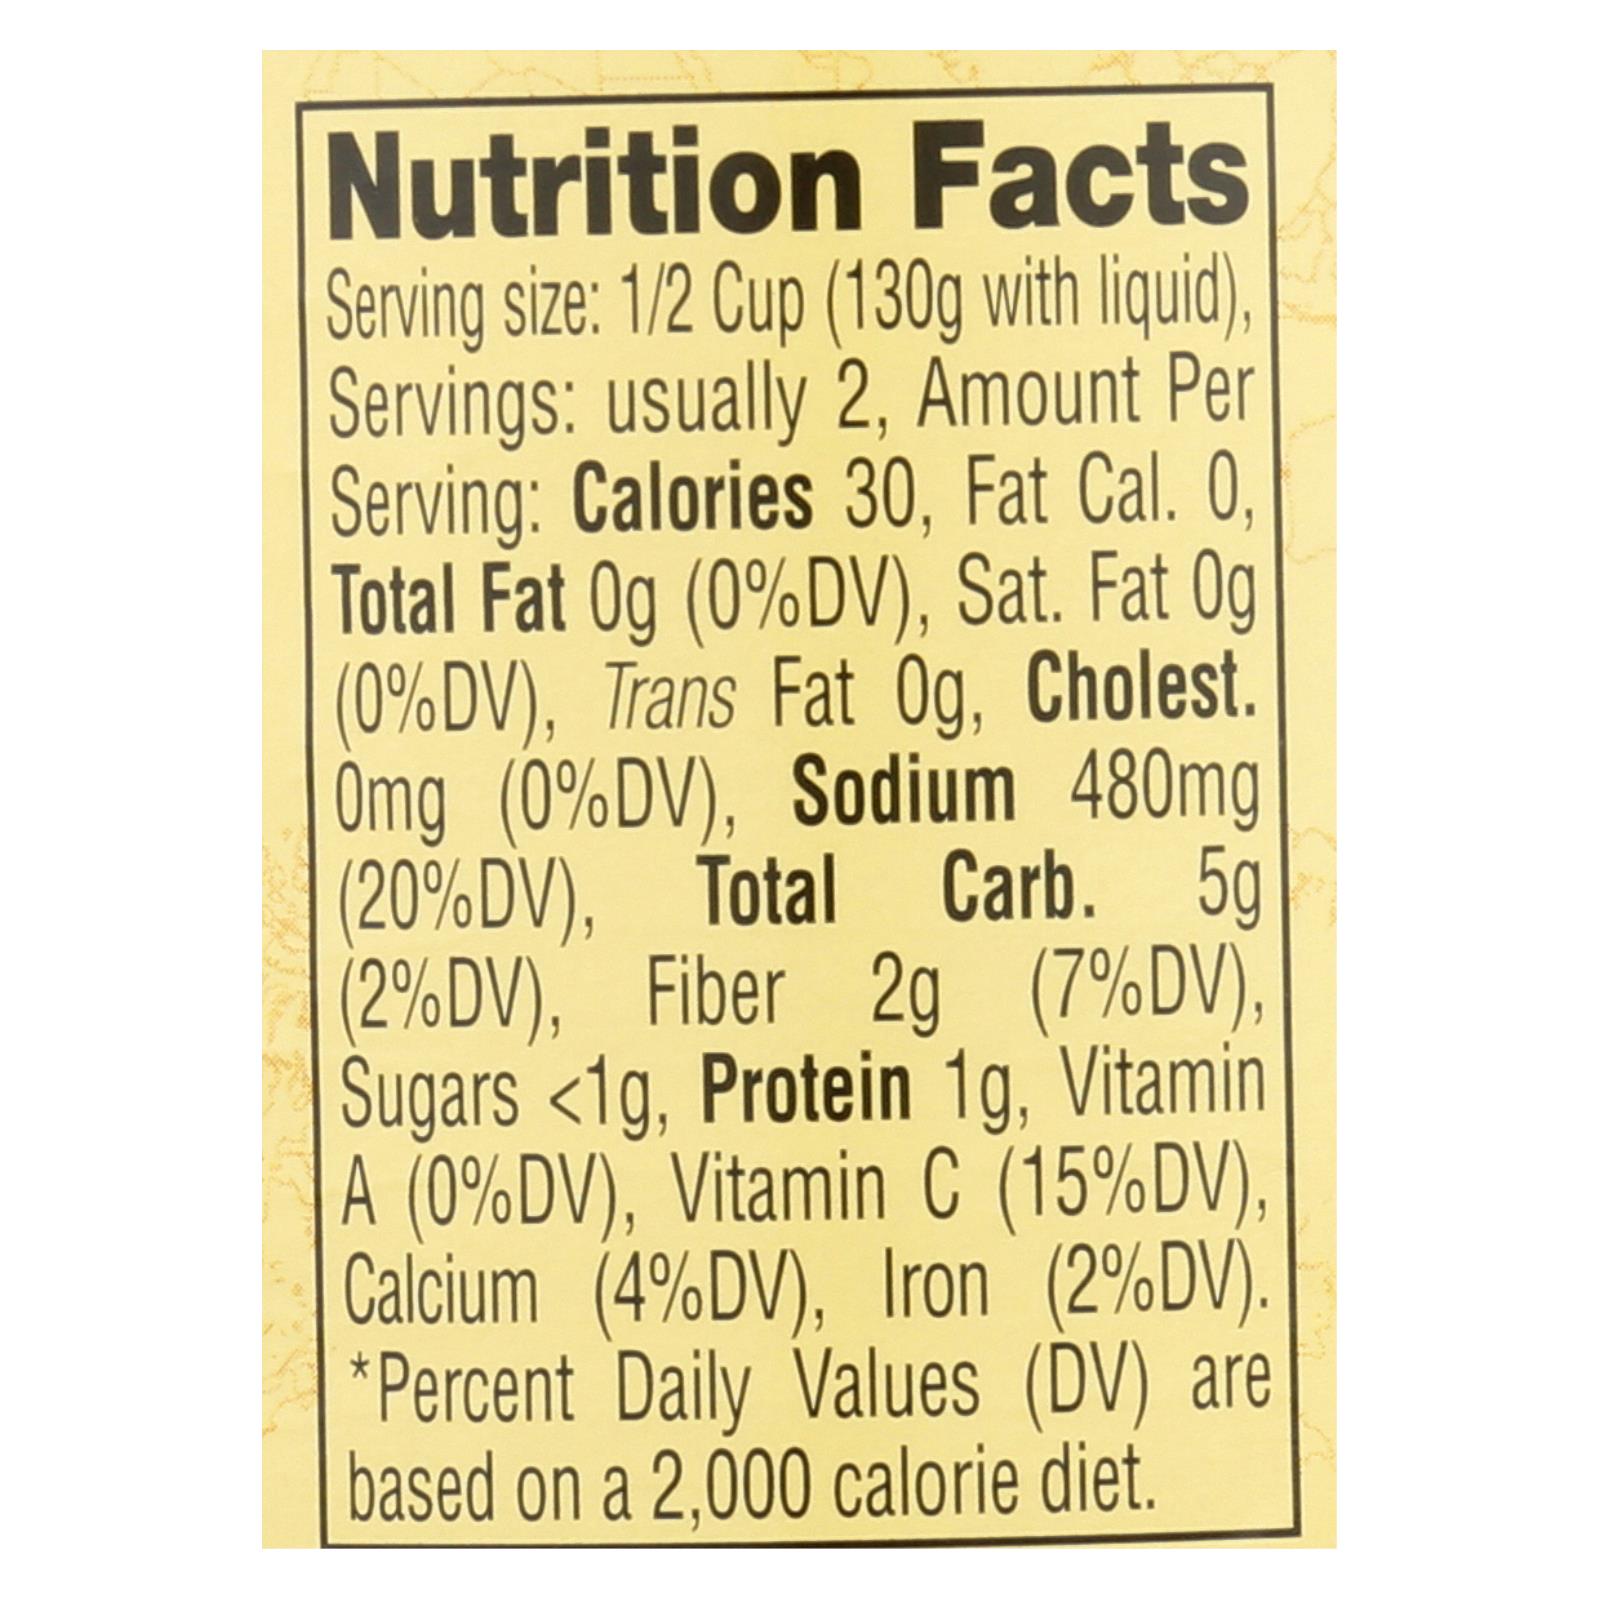 Nutrition Facts
Serving size: 1/2 Cup (130g with liquid),
Servings: usually 2, Amount Per
Serving: Calories 30, Fat Cal. 0,
Total Fat 0g (0%DV), Sat. Fat 0g
(0%DV), Trans Fat 0g, Cholest.
0mg (0%DV), Sodium 480mg
(20%DV), Total Carb. 5g
(2%DV), Fiber 2g (7%DV),
Sugars <1g, Protein 1g, Vitamin
A (0%DV), Vitamin C (15%DV),
Calcium (4%DV), Iron (2%DV).
*Percent Daily Values (DV) are
based on a 2,000 calorie diet.